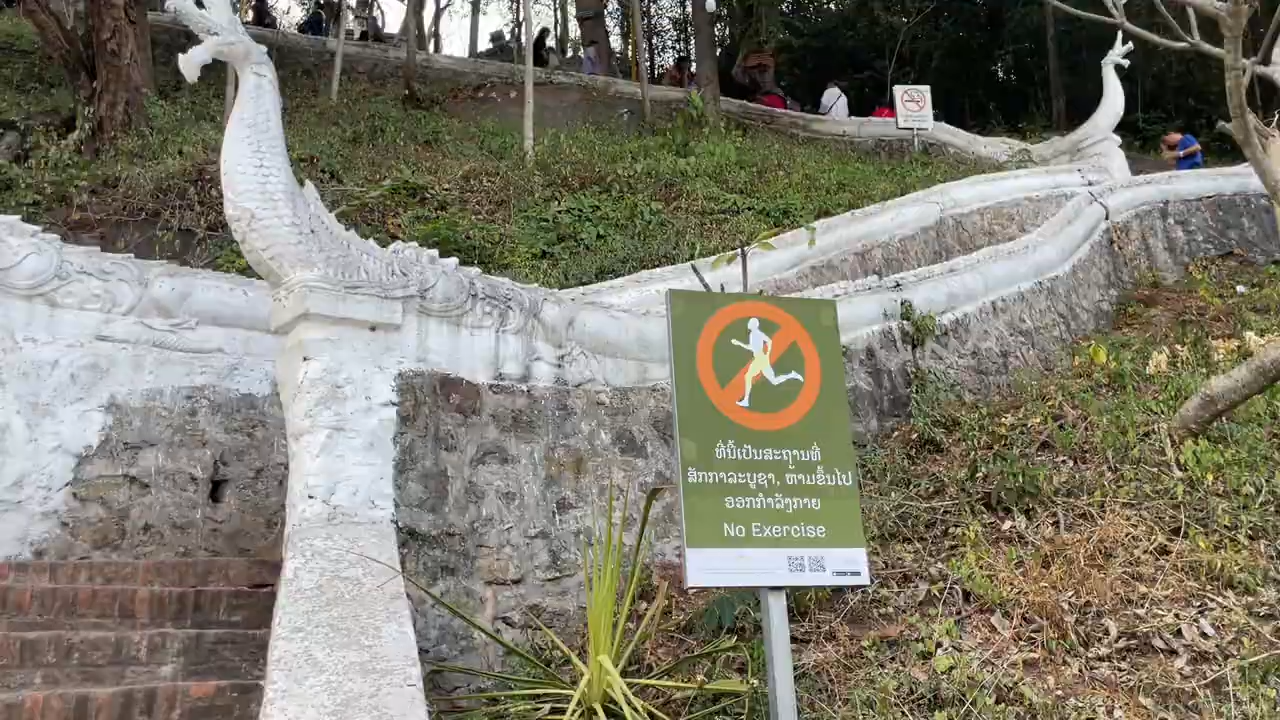 ທີ່ນີ້ເປັນສະຖານທີ່
ສັກກາລະບູຊາ, ຫ້າມຂຶ້ນໄປ
ອອກກຳລັງກາຍ
No Exercise